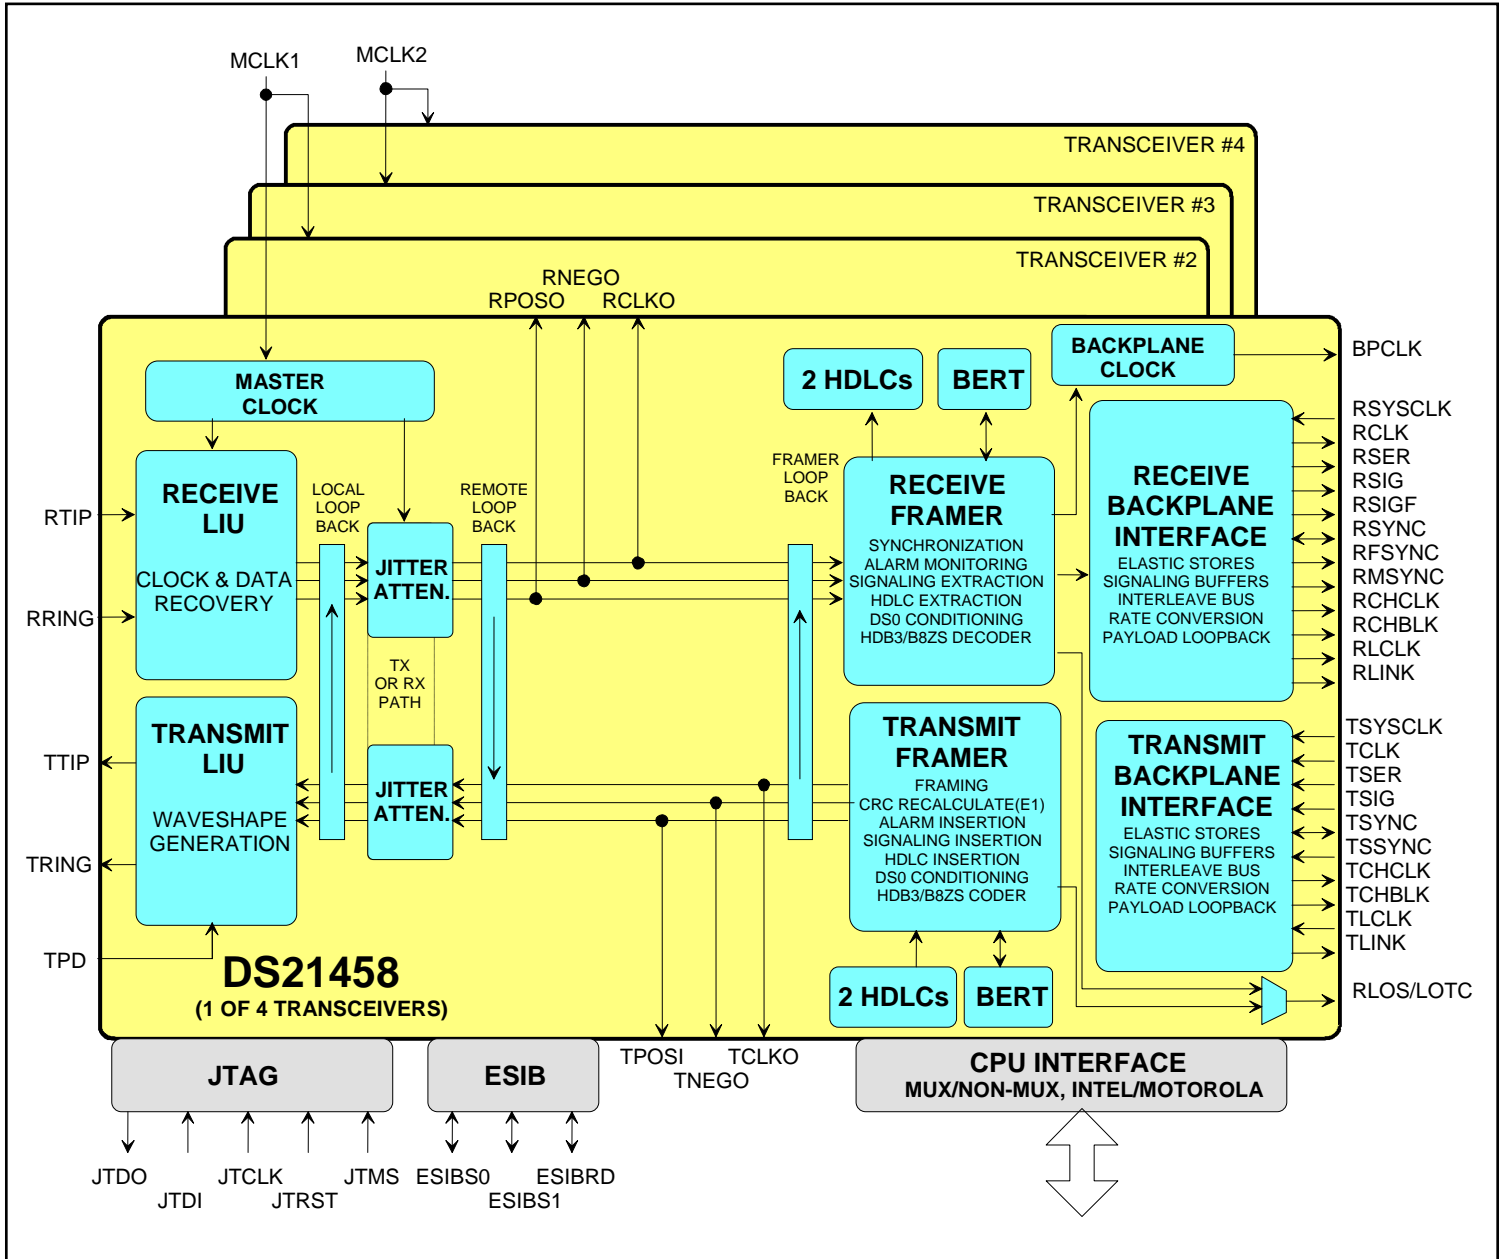 MCLK1
MCLK2
TRANSCEIVER #4
TRANSCEIVER #3
TRANSCEIVER #2
RNEGO
RPOSO
RCLKO
MASTER
CLOCK
2 HDLCs
BERT
BACKPLANE
CLOCK
BPCLK
RTIP
RRING
RECEIVE
LIU
CLOCK & DATA
RECOVERY
LOCAL
LOOP
BACK
JITTER
ATTEN.
REMOTE
LOOP
BACK
FRAMER
LOOP
BACK
RECEIVE
FRAMER
SYNCHRONIZATION
ALARM MONITORING
SIGNALING EXTRACTION
HDLC EXTRACTION
DS0 CONDITIONING
HDB3/B8ZS DECODER
RECEIVE
BACKPLANE
INTERFACE
ELASTIC STORES
SIGNALING BUFFERS
INTERLEAVE BUS
RATE CONVERSION
PAYLOAD LOOPBACK
RSYSCLK
RCLK
RSER
RSIG
RSIGF
RSYNC
RFSYNC
RMSYNC
RCHCLK
RCHBLK
RLCLK
RLINK
TX
OR RX
PATH
TTIP
TRING
TPD
TRANSMIT
LIU
WAVESHAPE
GENERATION
JITTER
ATTEN.
TRANSMIT
FRAMER
FRAMING
CRC RECALCULATE(E1)
ALARM INSERTION
SIGNALING INSERTION
HDLC INSERTION
DS0 CONDITIONING
HDB3/B8ZS CODER
TRANSMIT
BACKPLANE
INTERFACE
ELASTIC STORES
SIGNALING BUFFERS
INTERLEAVE BUS
RATE CONVERSION
PAYLOAD LOOPBACK
TSYSCLK
TCLK
TSER
TSIG
TSYNC
TSSYNC
TCHCLK
TCHBLK
TLCLK
TLINK
RLOS/LOTC
DS21458
(1 OF 4 TRANSCEIVERS)
2 HDLCs
BERT
TPOSI
TNEGO
TCLKO
JTAG
ESIB
CPU INTERFACE
MUX/NON-MUX, INTEL/MOTOROLA
JTDO
JTDI
JTCLK
JTRST
JTMS
ESIBS0
ESIBS1
ESIBRD